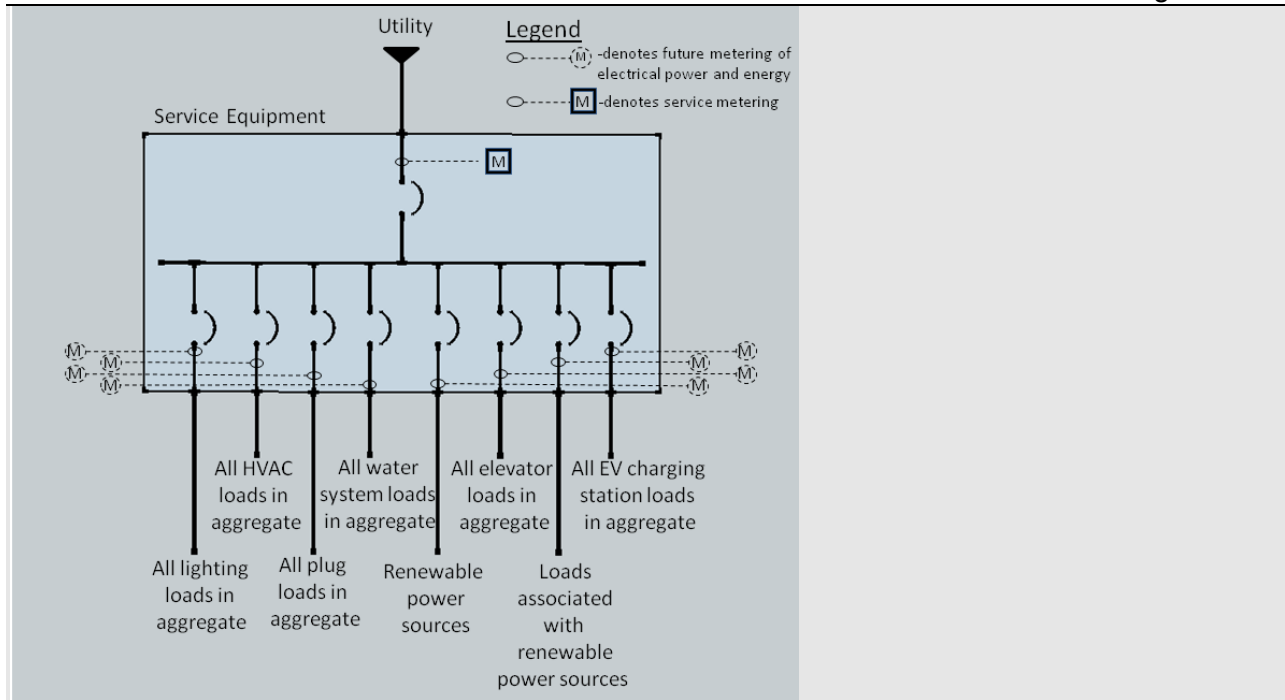 Utility
Legend
M -denotes future metering of
electrical power and energy
M -denotes service metering
Service Equipment
M
M
M
M
M
M
M
M
M
All HVAC
loads in
aggregate
All water
system loads
in aggregate
All elevator
loads in
aggregate
All EV charging
station loads
in aggregate
All lighting
loads in
aggregate
All plug
loads in
aggregate
Renewable
power
sources
Loads
associated
with
renewable
power sources